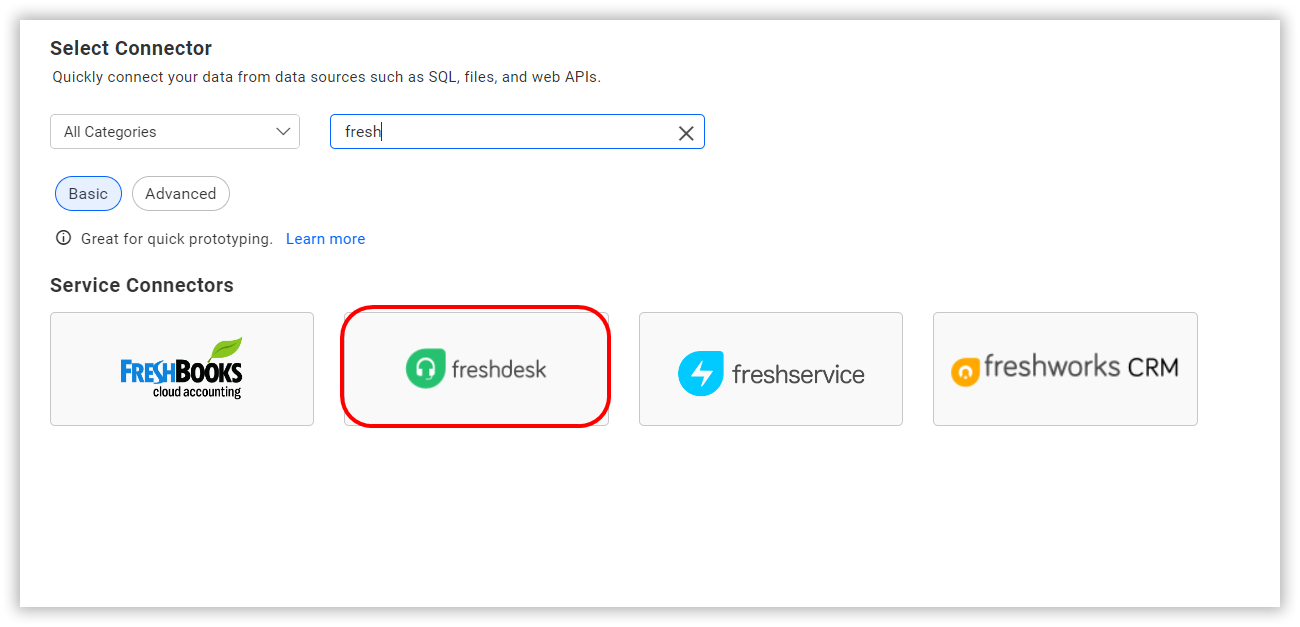 Select Connector
Quickly connect your data from data sources such as SQL, files, and web APIs.
All Categories
fresh
Basic
Advanced
Great for quick prototyping. Learn more
Service Connectors
FRESHBOOKS
cloud accounting
freshdesk
freshservice
freshworks CRM